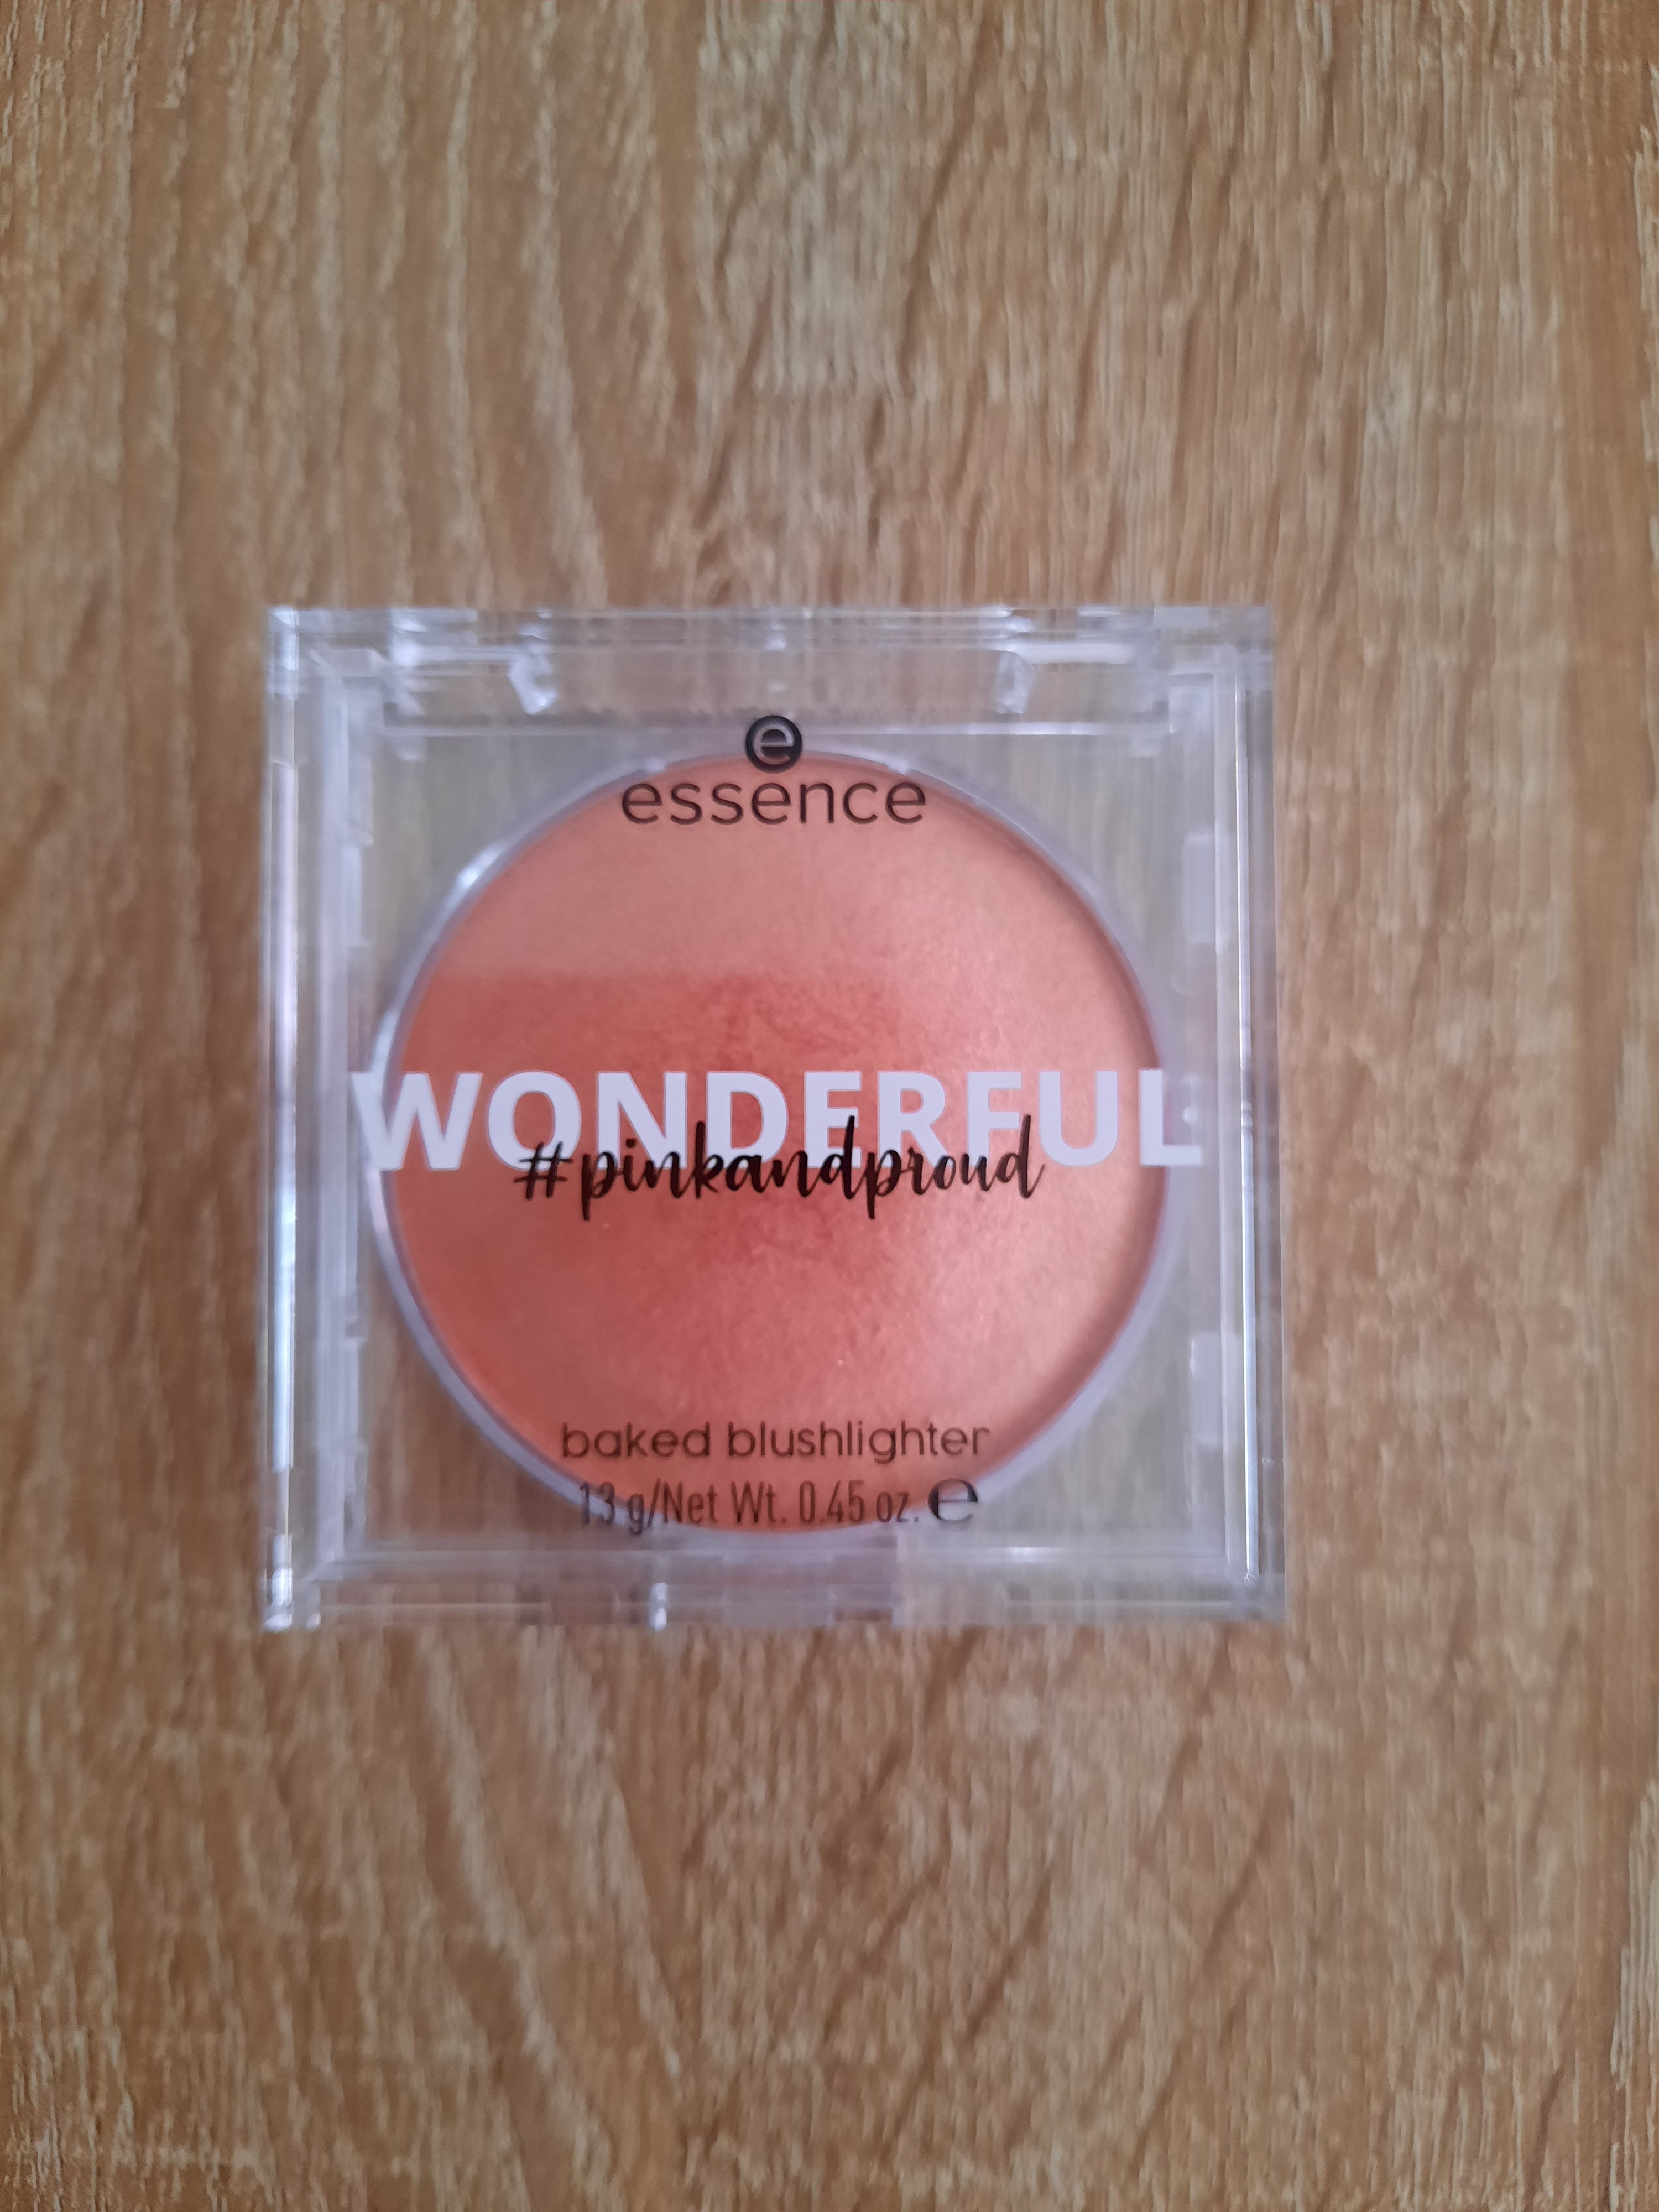 e
essence
WONDERFUL
#pinkandproud
baked blushlighter
13 g/Net Wt. 0.45 oz. ℮